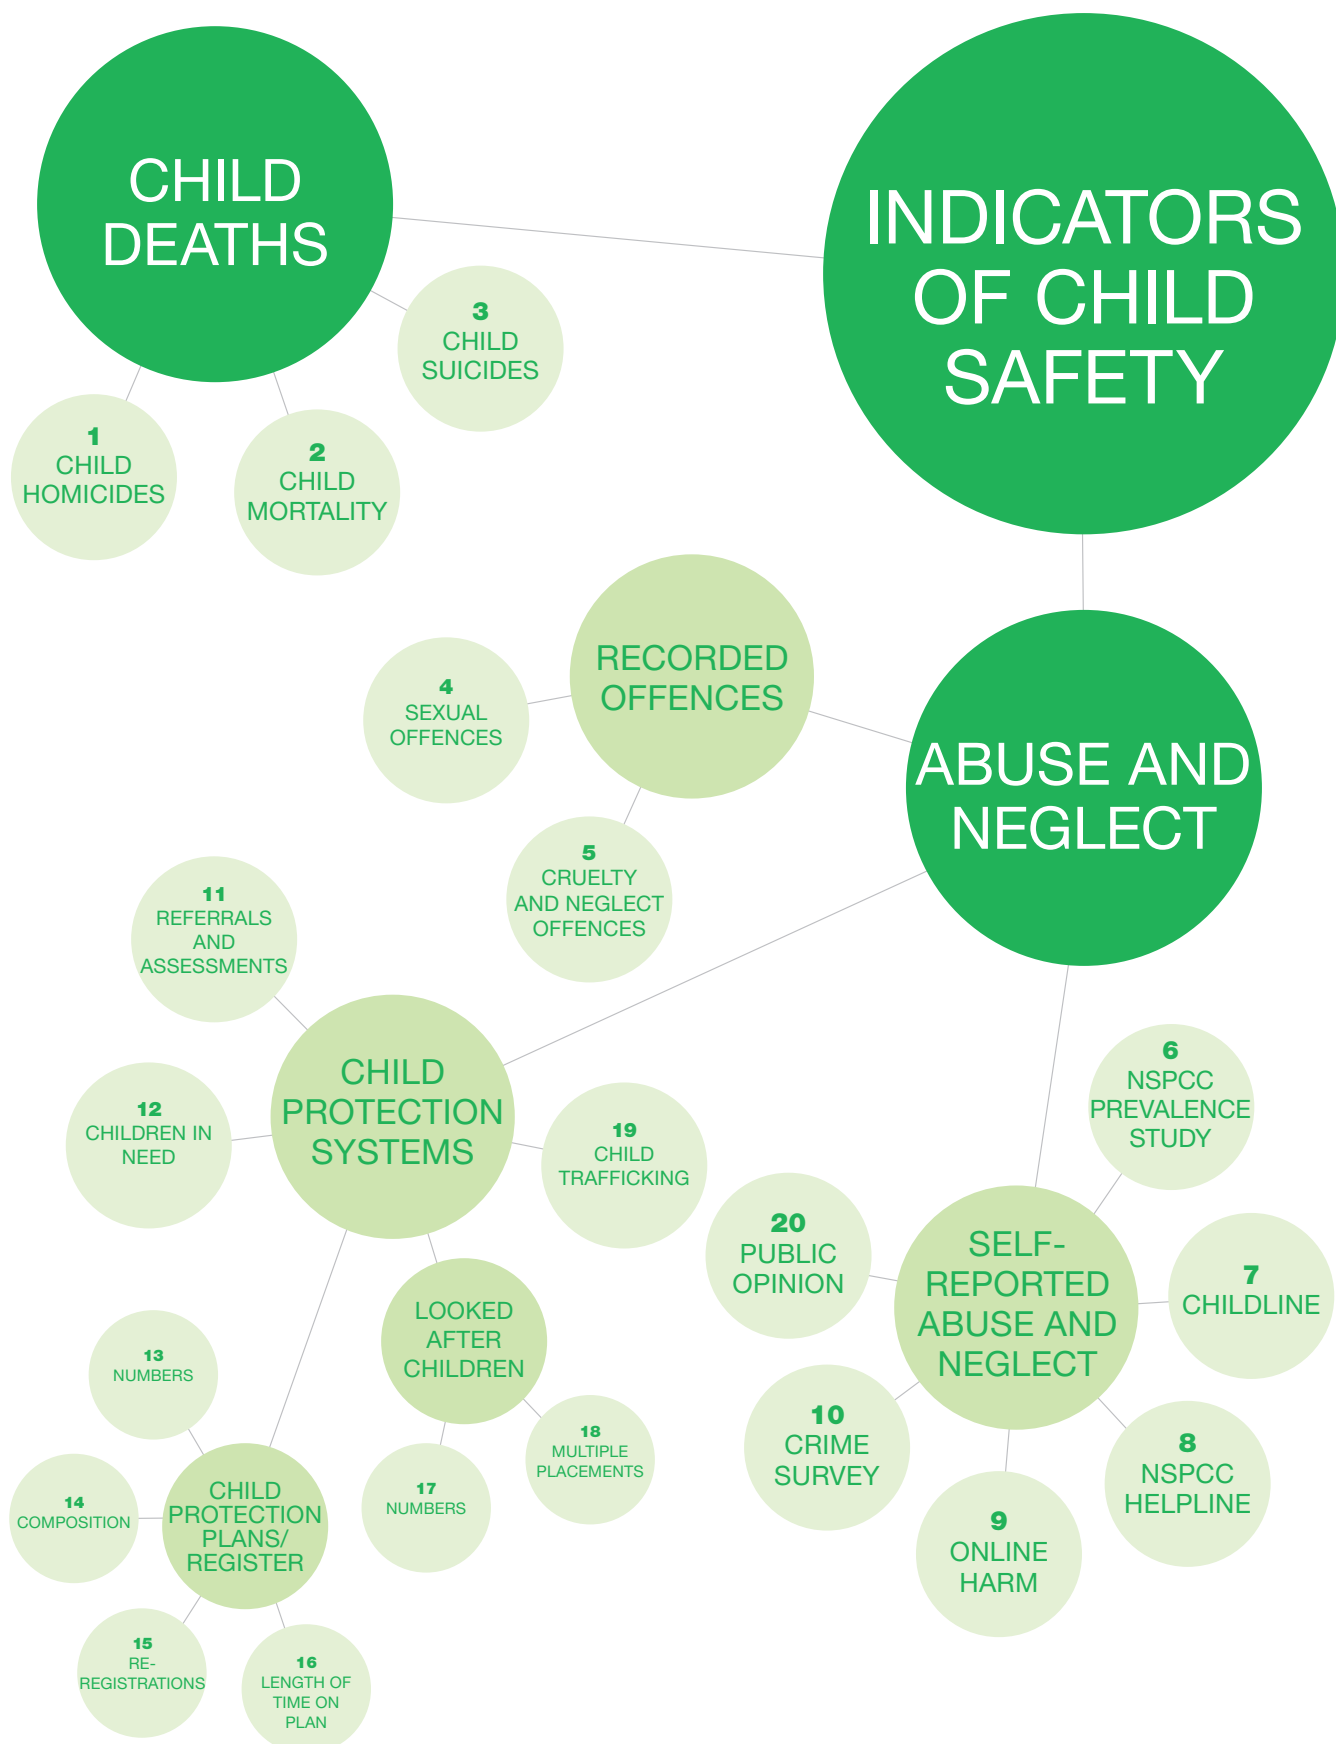 CHILD
DEATHS
INDICATORS
OF CHILD
SAFETY
3
CHILD
SUICIDES
1
CHILD
HOMICIDES
2
CHILD
MORTALITY
RECORDED
OFFENCES
4
SEXUAL
OFFENCES
ABUSE AND
NEGLECT
5
CRUELTY
AND NEGLECT
OFFENCES
11
REFERRALS
AND
ASSESSMENTS
CHILD
PROTECTION
SYSTEMS
12
CHILDREN IN
NEED
19
CHILD
TRAFFICKING
6
NSPCC
PREVALENCE
STUDY
20
PUBLIC
OPINION
SELF-
REPORTED
ABUSE AND
NEGLECT
7
CHILDLINE
LOOKED
AFTER
CHILDREN
13
NUMBERS
10
CRIME
SURVEY
18
MULTIPLE
PLACEMENTS
8
NSPCC
HELPLINE
17
NUMBERS
CHILD
PROTECTION
PLANS/
REGISTER
14
COMPOSITION
9
ONLINE
HARM
15
RE-
REGISTRATIONS
16
LENGTH OF
TIME ON
PLAN